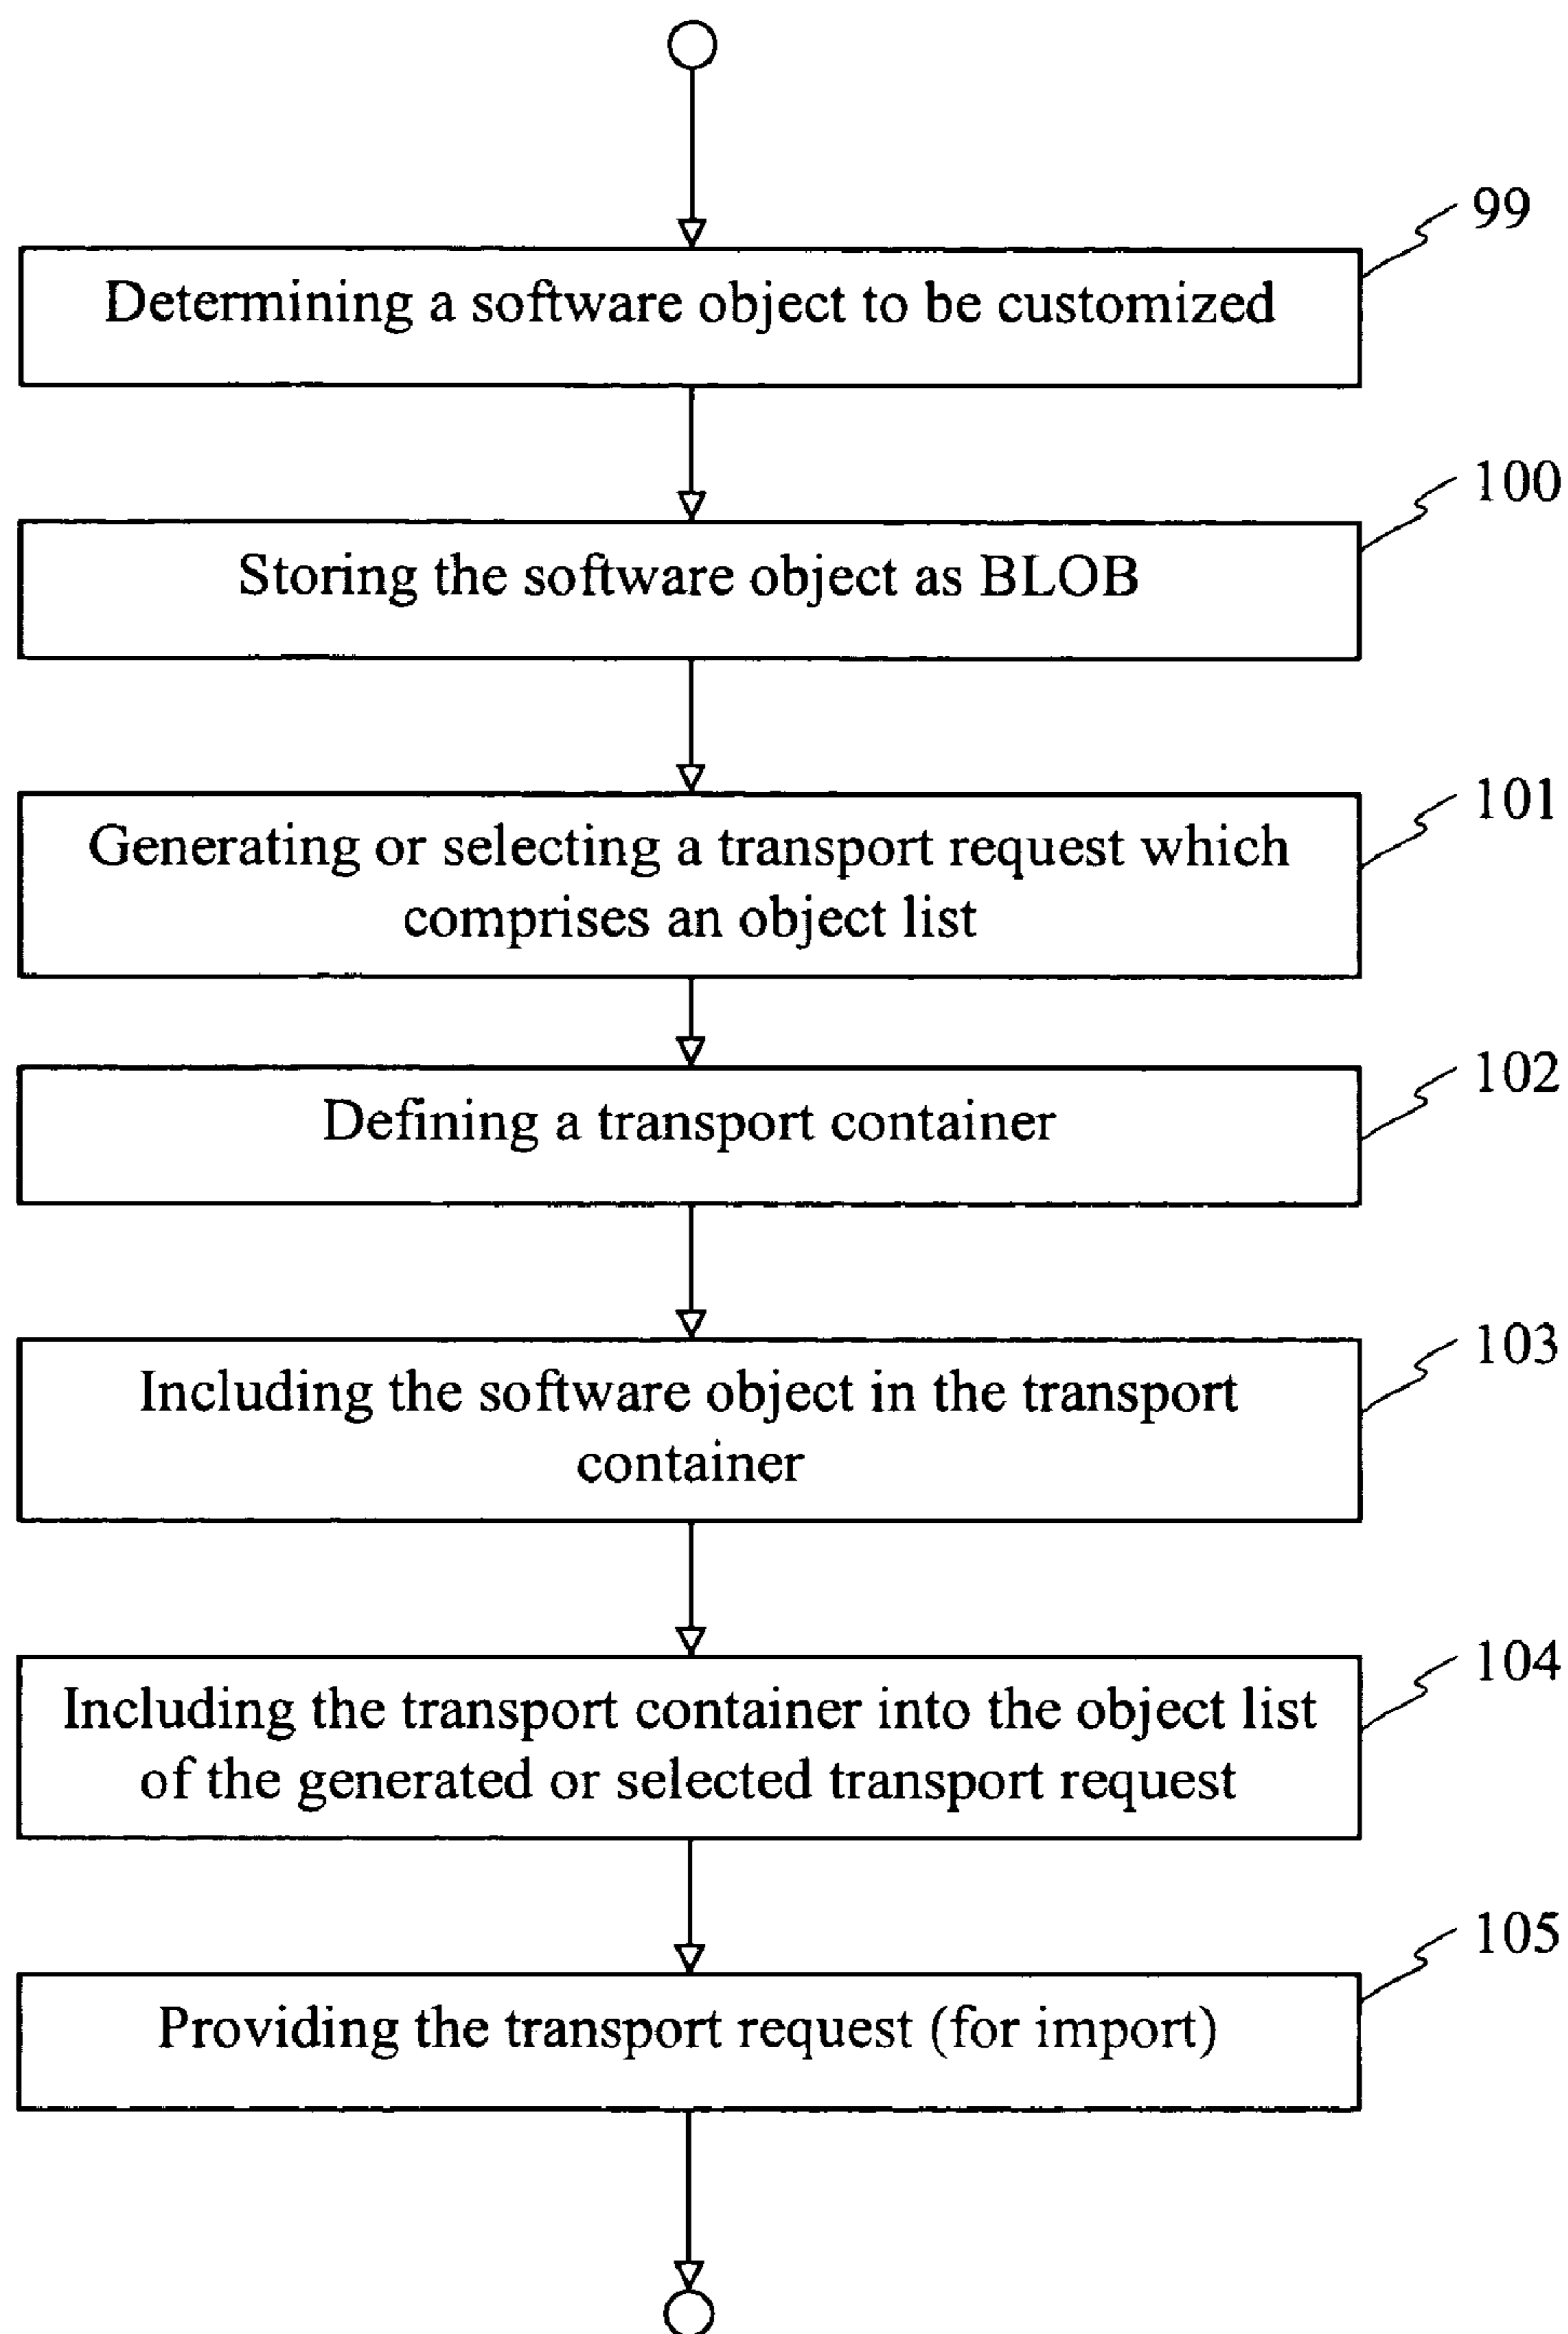 99
Determining a software object to be customized
100
Storing the software object as BLOB
101
Generating or selecting a transport request which
comprises an object list
102
Defining a transport container
103
Including the software object in the transport
container
104
Including the transport container into the object list
of the generated or selected transport request
105
Providing the transport request (for import)